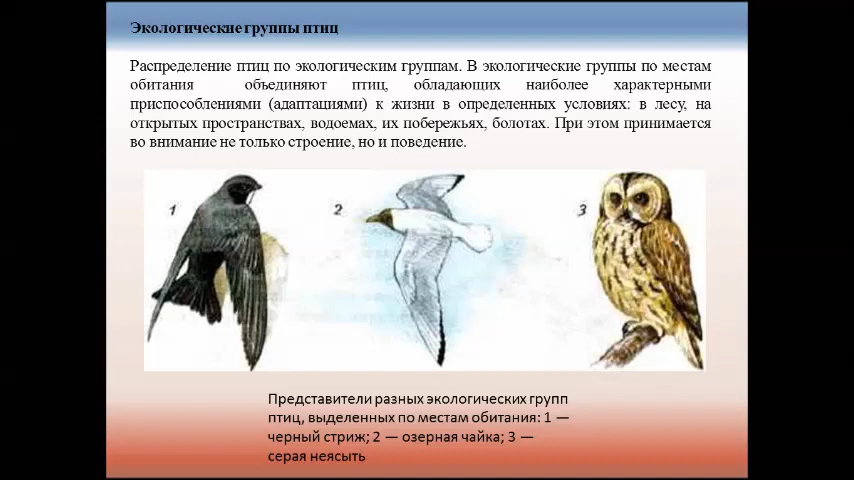 Экологические группы птиц
Распределение птиц по экологическим группам. В экологические группы по местам
обитания объединяют птиц, обладающих наиболее характерными
приспособлениями (адаптациями) к жизни в определенных условиях: в лесу, на
открытых пространствах, водоемах, их побережьях, болотах. При этом принимается
во внимание не только строение, но и поведение.
1 2 3
Представители разных экологических групп
птиц, выделенных по местам обитания: 1 —
черный стриж; 2 — озерная чайка; 3 —
серая неясыть